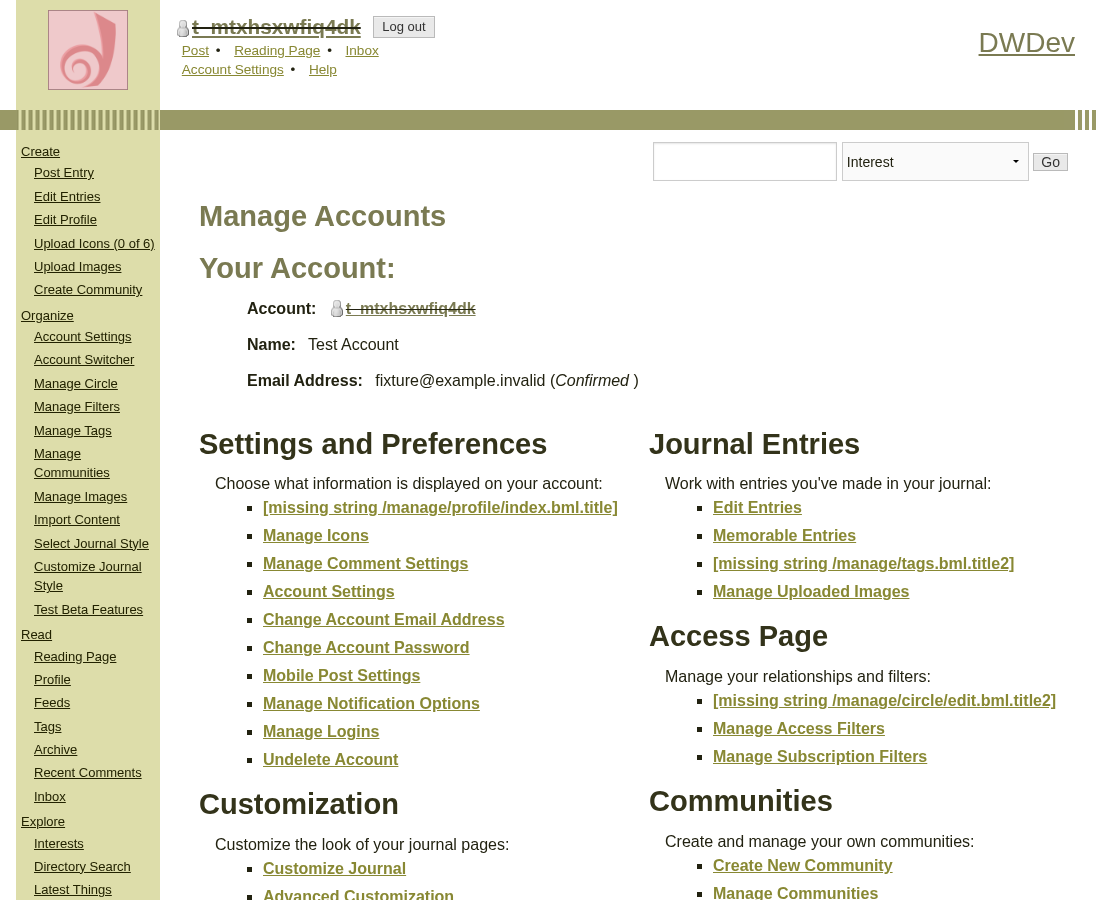 t_mtxhsxwfiq4dk Log out
Post • Reading Page • Inbox
Account Settings • Help
DWDev
Create
Post Entry
Edit Entries
Edit Profile
Upload Icons (0 of 6)
Upload Images
Create Community
Organize
Account Settings
Account Switcher
Manage Circle
Manage Filters
Manage Tags
Manage
Communities
Manage Images
Import Content
Select Journal Style
Customize Journal
Style
Test Beta Features
Read
Reading Page
Profile
Feeds
Tags
Archive
Recent Comments
Inbox
Explore
Interests
Directory Search
Latest Things
Interest Go
Manage Accounts
Your Account:
Account: t_mtxhsxwfiq4dk
Name: Test Account
Email Address: fixture@example.invalid (Confirmed )
Settings and Preferences
Choose what information is displayed on your account:
[missing string /manage/profile/index.bml.title]
Manage Icons
Manage Comment Settings
Account Settings
Change Account Email Address
Change Account Password
Mobile Post Settings
Manage Notification Options
Manage Logins
Undelete Account
Customization
Customize the look of your journal pages:
Customize Journal
Advanced Customization
Journal Entries
Work with entries you've made in your journal:
Edit Entries
Memorable Entries
[missing string /manage/tags.bml.title2]
Manage Uploaded Images
Access Page
Manage your relationships and filters:
[missing string /manage/circle/edit.bml.title2]
Manage Access Filters
Manage Subscription Filters
Communities
Create and manage your own communities:
Create New Community
Manage Communities